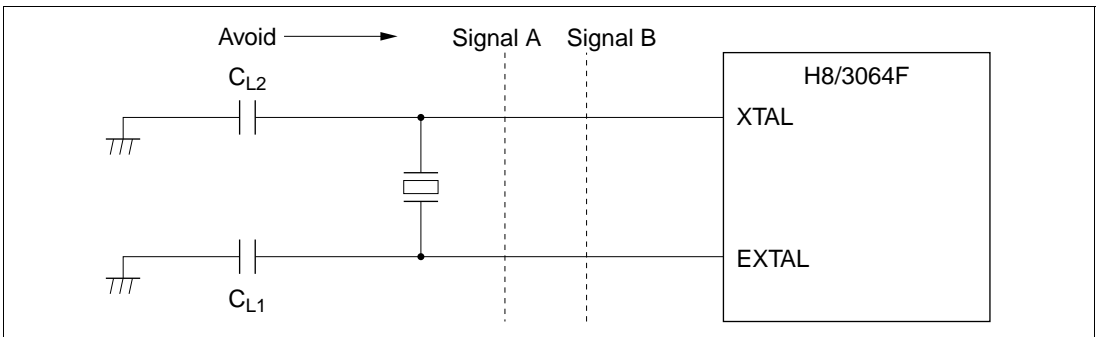 Avoid
Signal A
Signal B
H8/3064F
CL2
XTAL
EXTAL
CL1